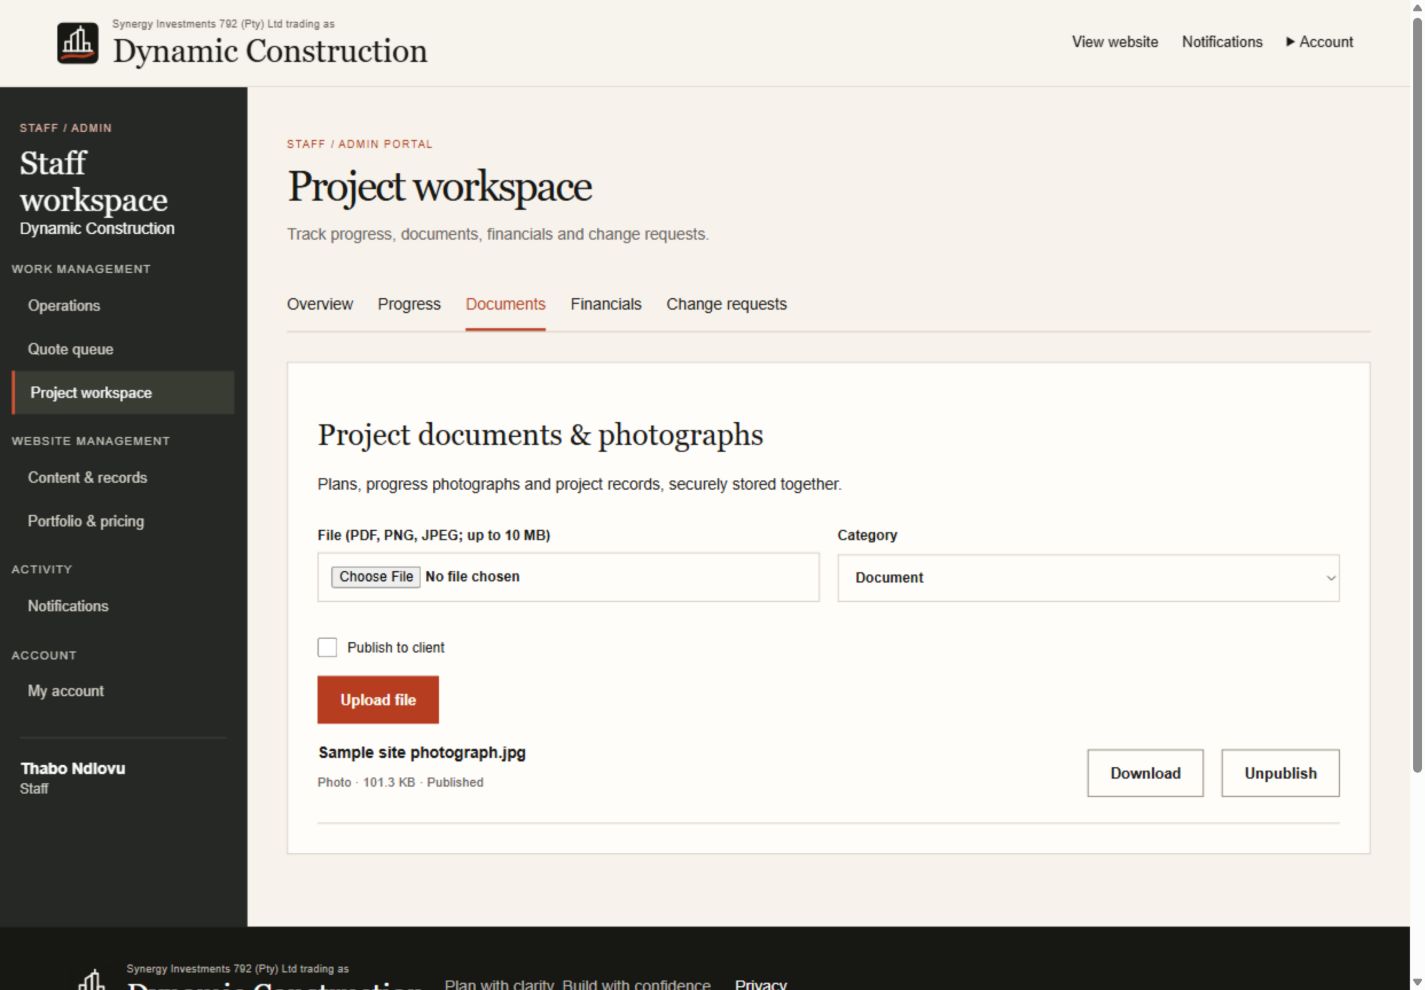 Synergy Investments 792 (Pty) Ltd trading as
Dynamic Construction
View website
Notifications
Account
STAFF / ADMIN
Staff
workspace
Dynamic Construction
WORK MANAGEMENT
Operations
Quote queue
Project workspace
WEBSITE MANAGEMENT
Content & records
Portfolio & pricing
ACTIVITY
Notifications
ACCOUNT
My account
Thabo Ndlovu
Staff
STAFF / ADMIN PORTAL
Project workspace
Track progress, documents, financials and change requests.
Overview
Progress
Documents
Financials
Change requests
Project documents & photographs
Plans, progress photographs and project records, securely stored together.
File (PDF, PNG, JPEG; up to 10 MB)
Choose File No file chosen
Category
Document
Publish to client
Upload file
Sample site photograph.jpg
Photo · 101.3 KB · Published
Download
Unpublish
Synergy Investments 792 (Pty) Ltd trading as
Dynamic Construction
Plan with clarity. Build with confidence
Privacy